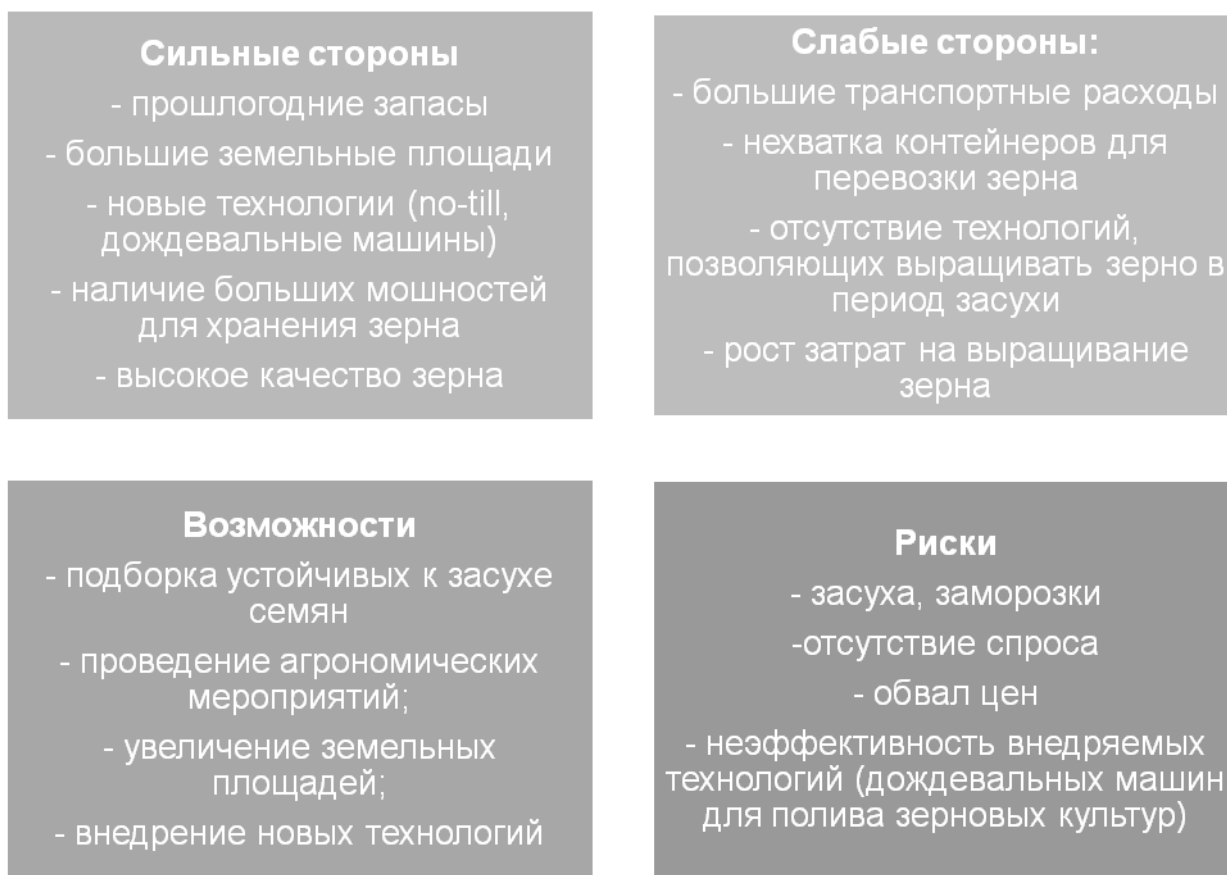 Сильные стороны
- прошлогодние запасы
- большие земельные площади
- новые технологии (no-till,
дождевальные машины)
- наличие больших мошностей
для хранения зерна
- высокое качество зерна
Слабые стороны:
- большие транспортные расходы
- нехватка контейнеров для
перевозки зерна
- отсутствие технологий,
позволяющих выращивать зерно в
период засухи
- рост затрат на выращивание
зерна
Возможности
- подборка устойчивых к засухе
семян
- проведение агрономических
мероприятий;
- увеличение земельных
площадей;
- внедрение новых технологий
Риски
- засуха, заморозки
-отсутствие спроса
- обвал цен
- неэффективность внедряемых
технологий (дождевальных машин
для полива зерновых культур)